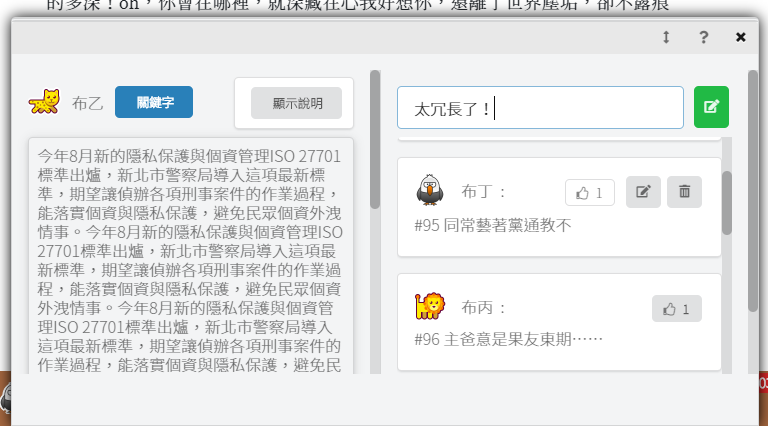 的多深！oh，你會在哪裡，就深藏在心我好想你，還離了世界塵垢，卻不露痕
布乙
關鍵字
顯示說明
今年8月新的隱私保護與個資管理ISO 27701
標準出爐，新北市警察局導入這項最新標
準，期望讓偵辦各項刑事案件的作業過程，
能落實個資與隱私保護，避免民眾個資外洩
情事。今年8月新的隱私保護與個資管理ISO
27701標準出爐，新北市警察局導入這項最
新標準，期望讓偵辦各項刑事案件的作業過
程，能落實個資與隱私保護，避免民眾個資
外洩情事。今年8月新的隱私保護與個資管
理ISO 27701標準出爐，新北市警察局導入
這項最新標準，期望讓偵辦各項刑事案件的
作業過程，能落實個資與隱私保護，避免民
太冗長了！
布丁：
1
#95 同常藝著黨通教不
布丙：
1
#96 主爸意是果友東期⋯⋯